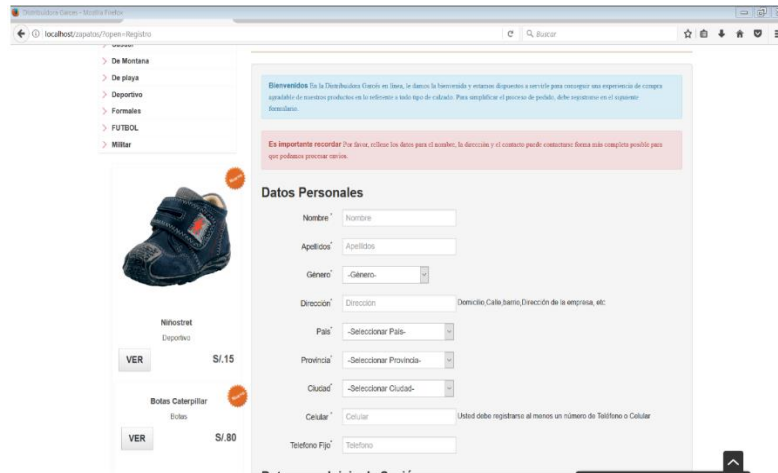 Distribuidora Garces - Mozilla Firefox
localhost/zapatos/?open=Registro
Buscar
De Montana
De playa
Deportivo
Formales
FUTBOL
Militar
Bienvenidos En la Distribuidora Garcés en línea, le damos la bienvenida y estamos dispuestos a servirle para conseguir una experiencia de compra
agradable de nuestros productos en lo referente a todo tipo de calzado. Para simplificar el proceso de pedido, debe registrarse en el siguiente
formulario.
Es importante recordar Por favor, rellene los datos para el nombre, la dirección y el contacto puede contactarse forma más completa posible para
que podamos procesar envíos.
Datos Personales
Nombre* Nombre
Apellidos* Apellidos
Género* -Género-
Dirección* Direccion Domicilio,Calle,barrio,Dirección de la empresa, etc
País* -Seleccionar País-
Provincia* -Seleccionar Provincia-
Ciudad* -Seleccionar Ciudad-
Celular* Celular Usted debe registrarse al menos un número de Teléfono o Celular
Telefono Fijo* Telefono
Niñostret
Deportivo
VER S/.15
Botas Caterpillar
Botas
VER S/.80